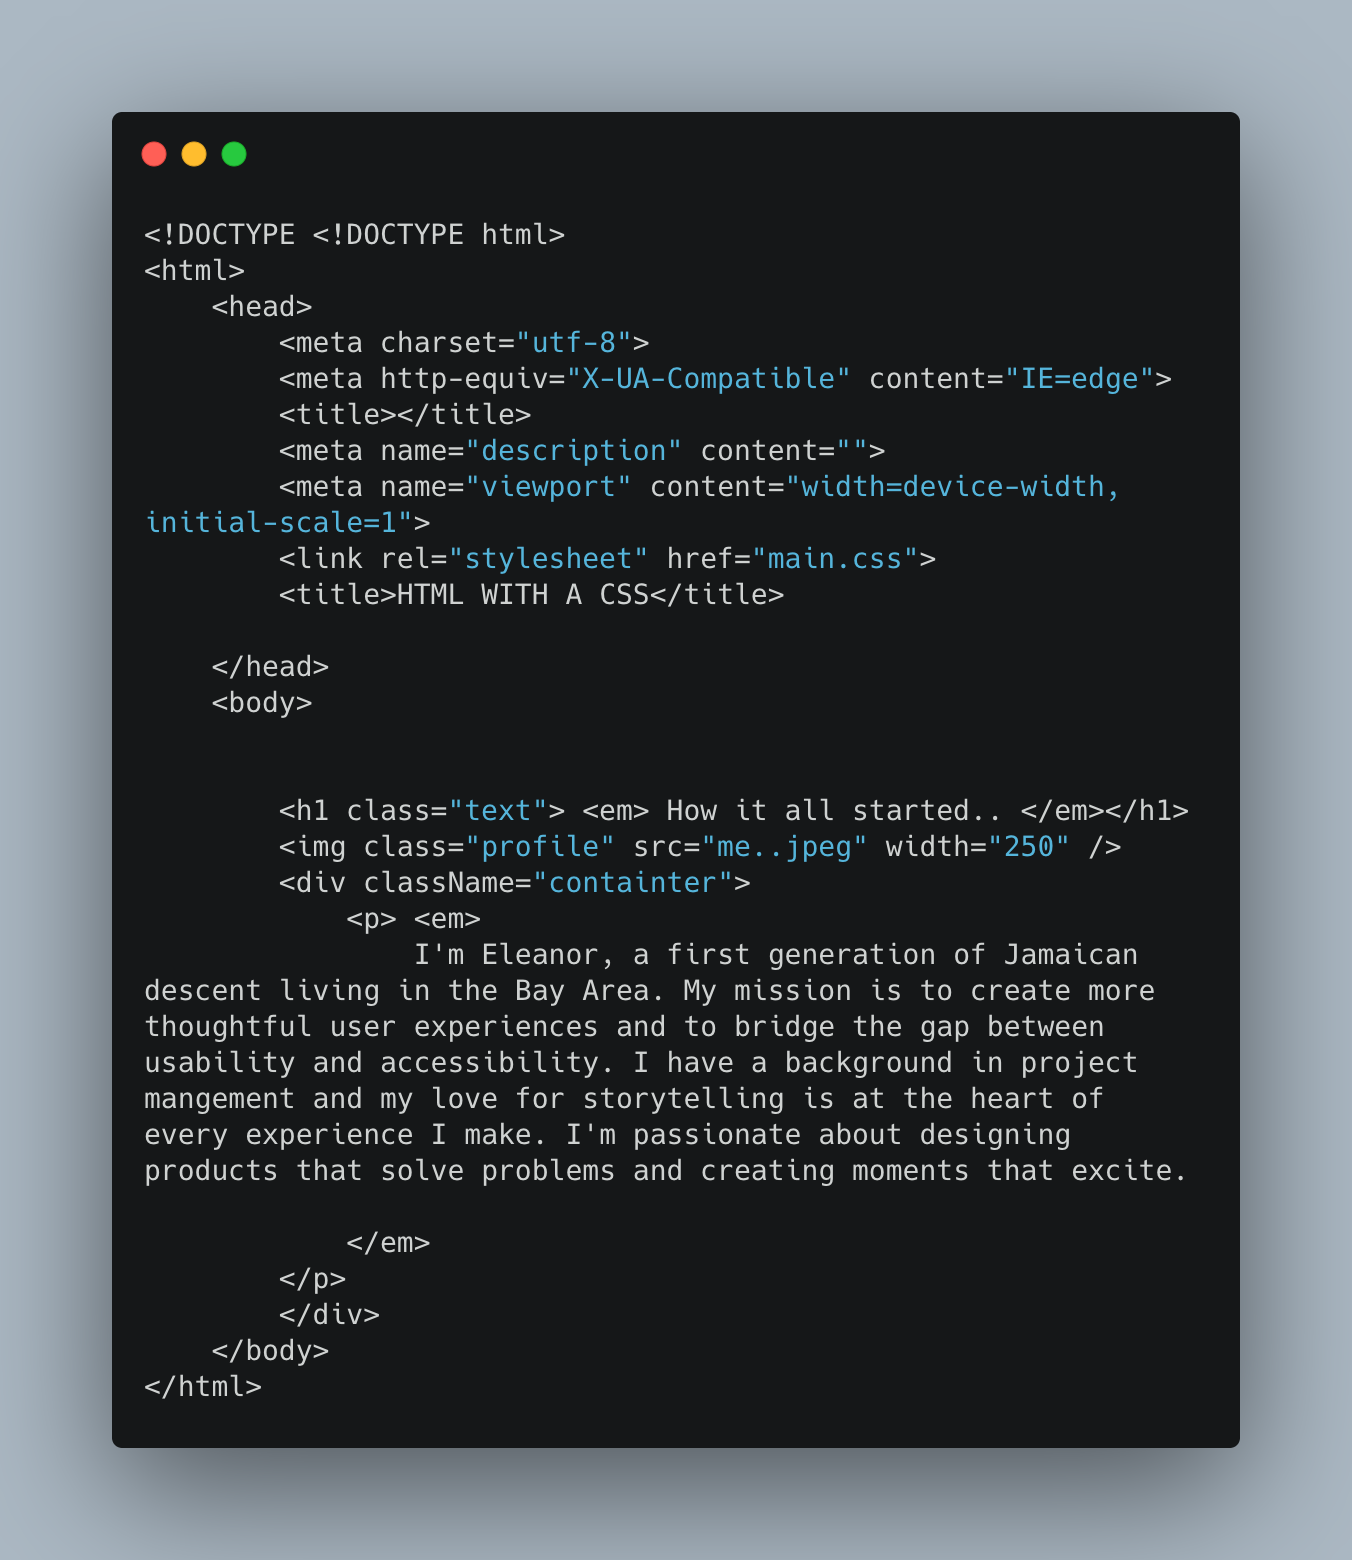 <!DOCTYPE <!DOCTYPE html>
<html>
    <head>
        <meta charset="utf-8">
        <meta http-equiv="X-UA-Compatible" content="IE=edge">
        <title></title>
        <meta name="description" content="">
        <meta name="viewport" content="width=device-width,
initial-scale=1">
        <link rel="stylesheet" href="main.css">
        <title>HTML WITH A CSS</title>

    </head>
    <body>


        <h1 class="text"> <em> How it all started.. </em></h1>
        <img class="profile" src="me..jpeg" width="250" />
        <div className="containter">
            <p> <em>
                I'm Eleanor, a first generation of Jamaican
descent living in the Bay Area. My mission is to create more
thoughtful user experiences and to bridge the gap between
usability and accessibility. I have a background in project
mangement and my love for storytelling is at the heart of
every experience I make. I'm passionate about designing
products that solve problems and creating moments that excite.

            </em>
        </p>
        </div>
    </body>
</html>